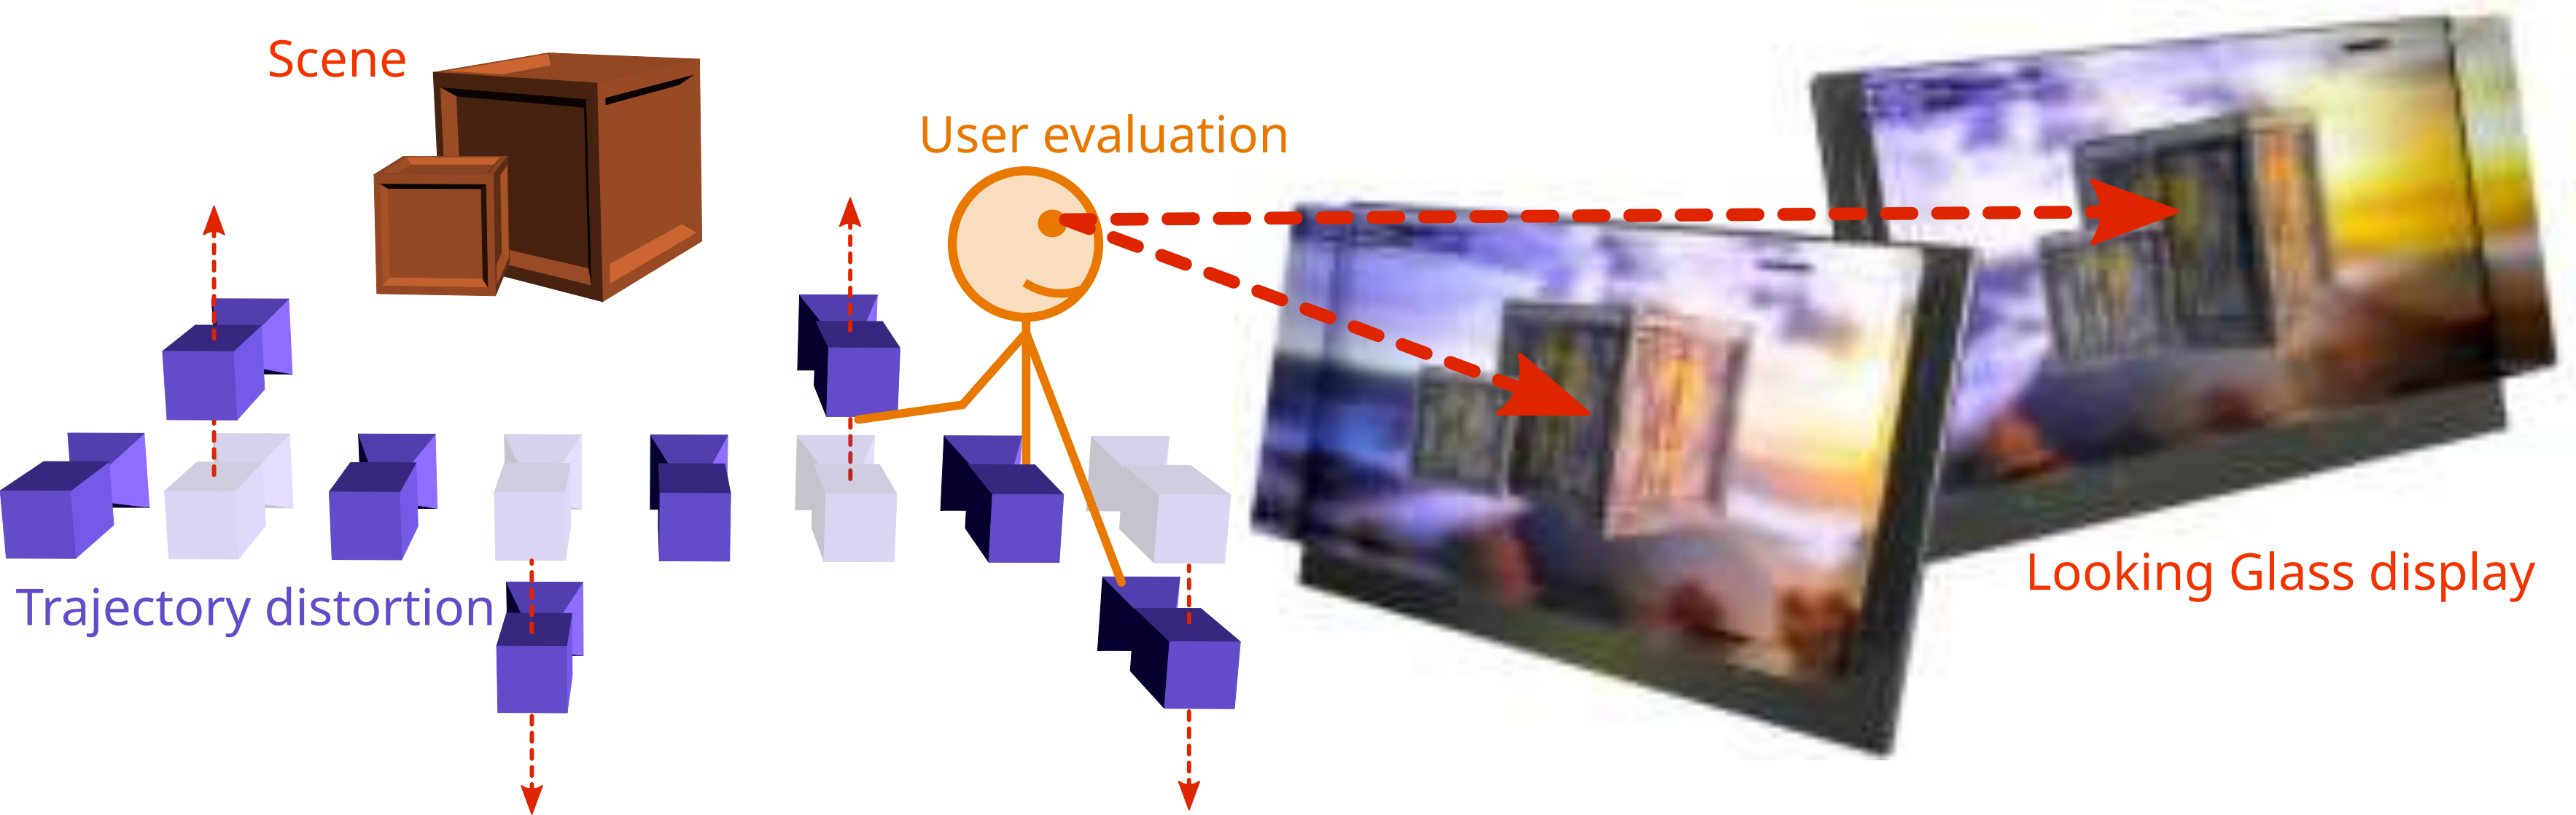 Scene
User evaluation
Trajectory distortion
Looking Glass display